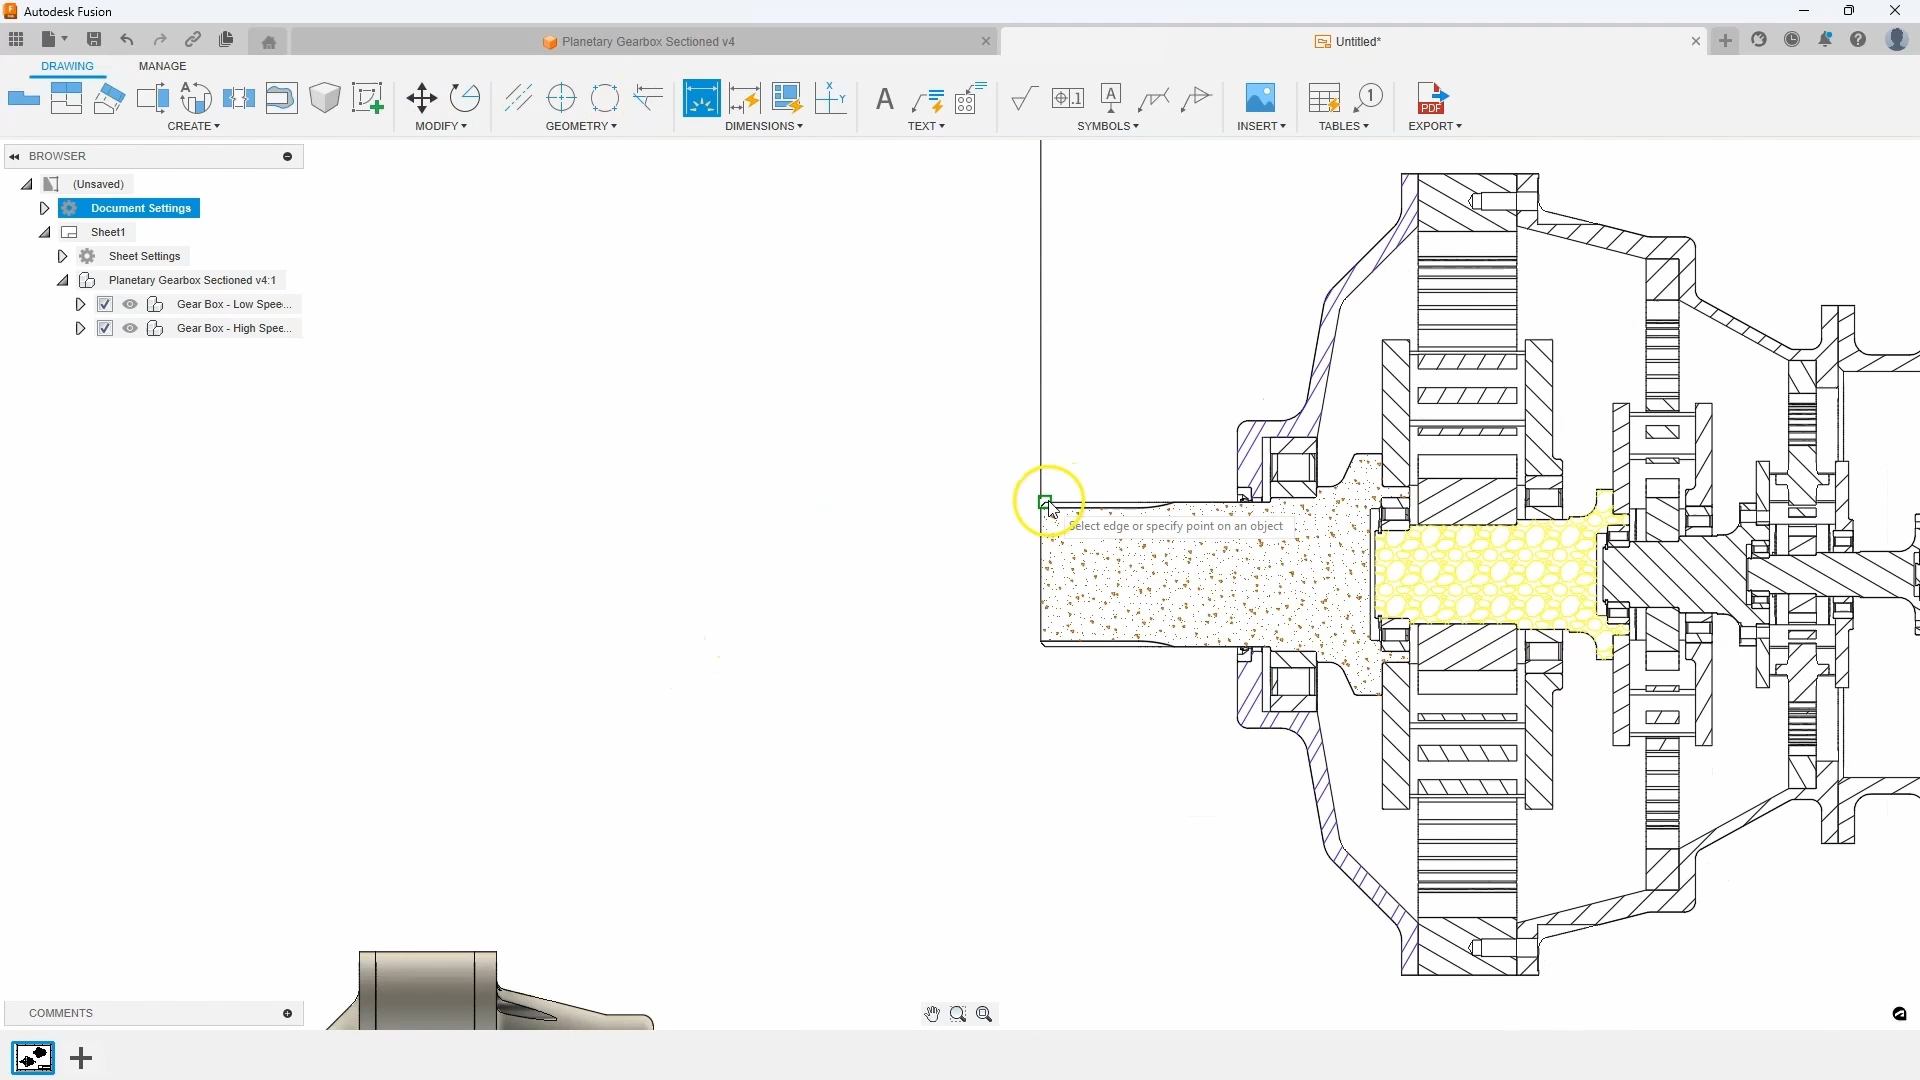 Autodesk Fusion
Planetary Gearbox Sectioned v4
Untitled*
DRAWING
MANAGE
CREATE
MODIFY
GEOMETRY
DIMENSIONS
TEXT
SYMBOLS
INSERT
TABLES
EXPORT
BROWSER
(Unsaved)
Document Settings
Sheet1
Sheet Settings
Planetary Gearbox Sectioned v4:1
Gear Box - Low Spee...
Gear Box - High Spee...
Select edge or specify point on an object
COMMENTS